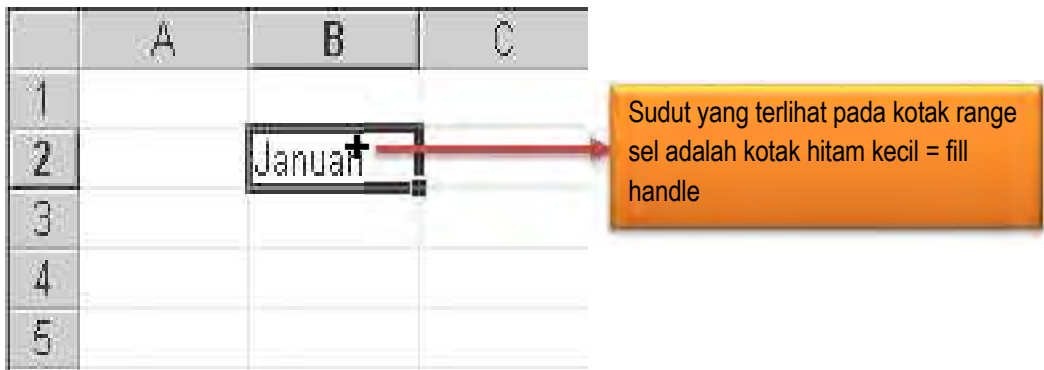 A B C
1
2 Januari
3
4
5
Sudut yang terlihat pada kotak range
sel adalah kotak hitam kecil = fill
handle